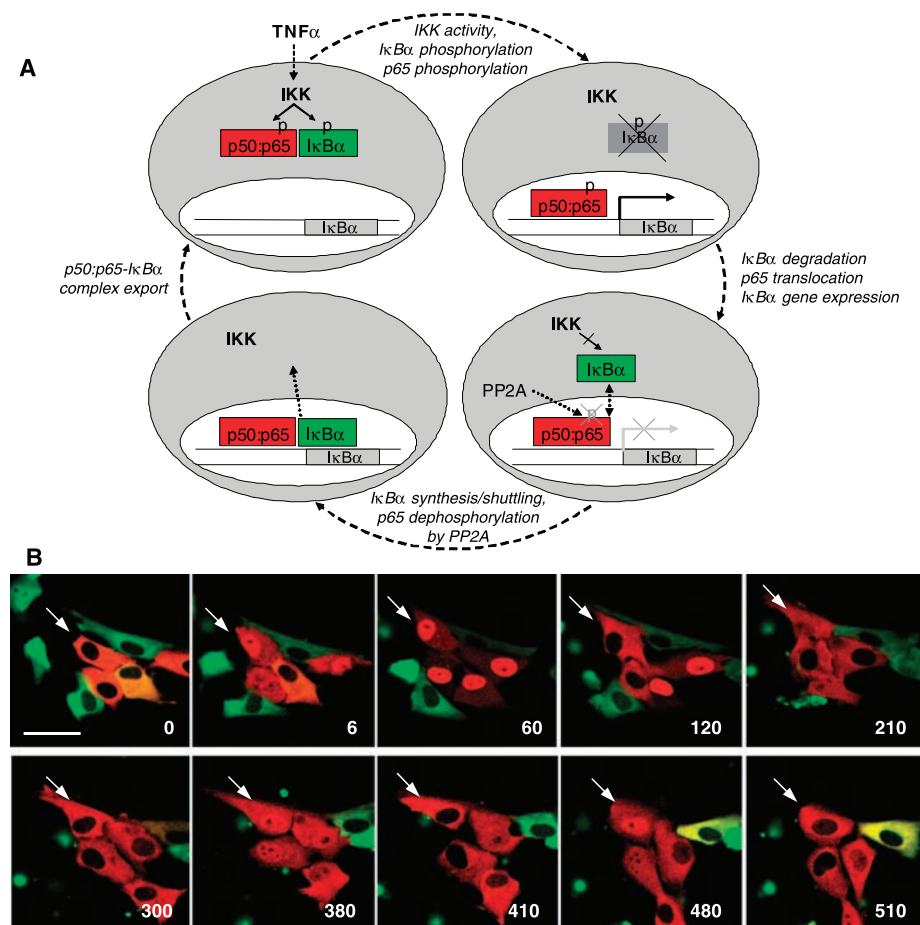 A
TNFα
IKK
p p
p50:p65 IκBα
IκBα
IKK activity,
IκBα phosphorylation
p65 phosphorylation
IKK
p
IκBα
p
p50:p65
IκBα
IκBα degradation
p65 translocation
IκBα gene expression
IKK
IκBα
PP2A
p
p50:p65
IκBα
IκBα synthesis/shuttling,
p65 dephosphorylation
by PP2A
IKK
p50:p65 IκBα
IκBα
p50:p65-IκBα
complex export
B
0 6 60 120 210
300 380 410 480 510